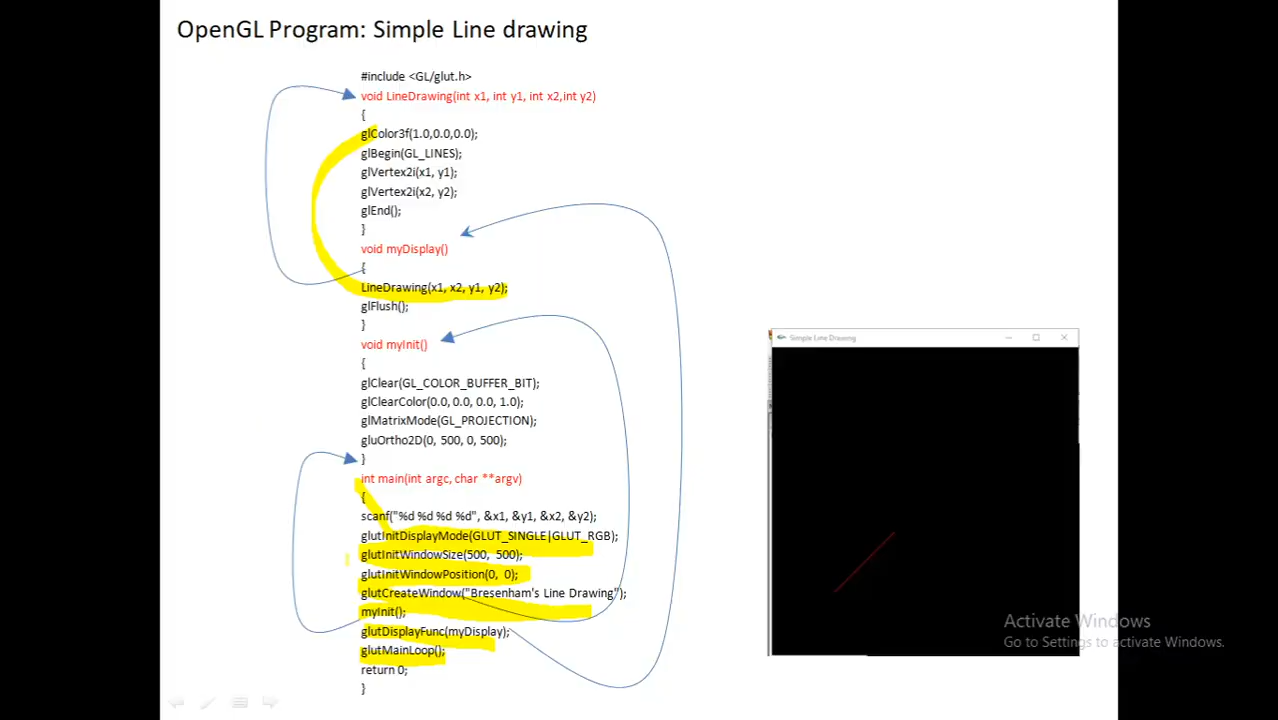 OpenGL Program: Simple Line drawing
#include <GL/glut.h>
void LineDrawing(int x1, int y1, int x2,int y2)
{
glColor3f(1.0,0.0,0.0);
glBegin(GL_LINES);
glVertex2i(x1, y1);
glVertex2i(x2, y2);
glEnd();
}
void myDisplay()
{
LineDrawing(x1, x2, y1, y2);
glFlush();
}
void myInit()
{
glClear(GL_COLOR_BUFFER_BIT);
glClearColor(0.0, 0.0, 0.0, 1.0);
glMatrixMode(GL_PROJECTION);
gluOrtho2D(0, 500, 0, 500);
}
int main(int argc, char **argv)
{
scanf("%d %d %d %d", &x1, &y1, &x2, &y2);
glutInitDisplayMode(GLUT_SINGLE|GLUT_RGB);
glutInitWindowSize(500, 500);
glutInitWindowPosition(0, 0);
glutCreateWindow("Bresenham's Line Drawing");
myInit();
glutDisplayFunc(myDisplay);
glutMainLoop();
return 0;
}
Simple Line Drawing
Activate Windows
Go to Settings to activate Windows.